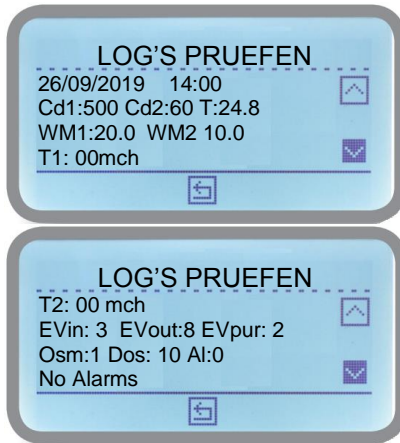 LOG'S PRUEFEN
26/09/2019 14:00
Cd1:500 Cd2:60 T:24.8
WM1:20.0 WM2 10.0
T1: 00mch
LOG'S PRUEFEN
T2: 00 mch
EVin: 3 EVout:8 EVpur: 2
Osm:1 Dos: 10 Al:0
No Alarms